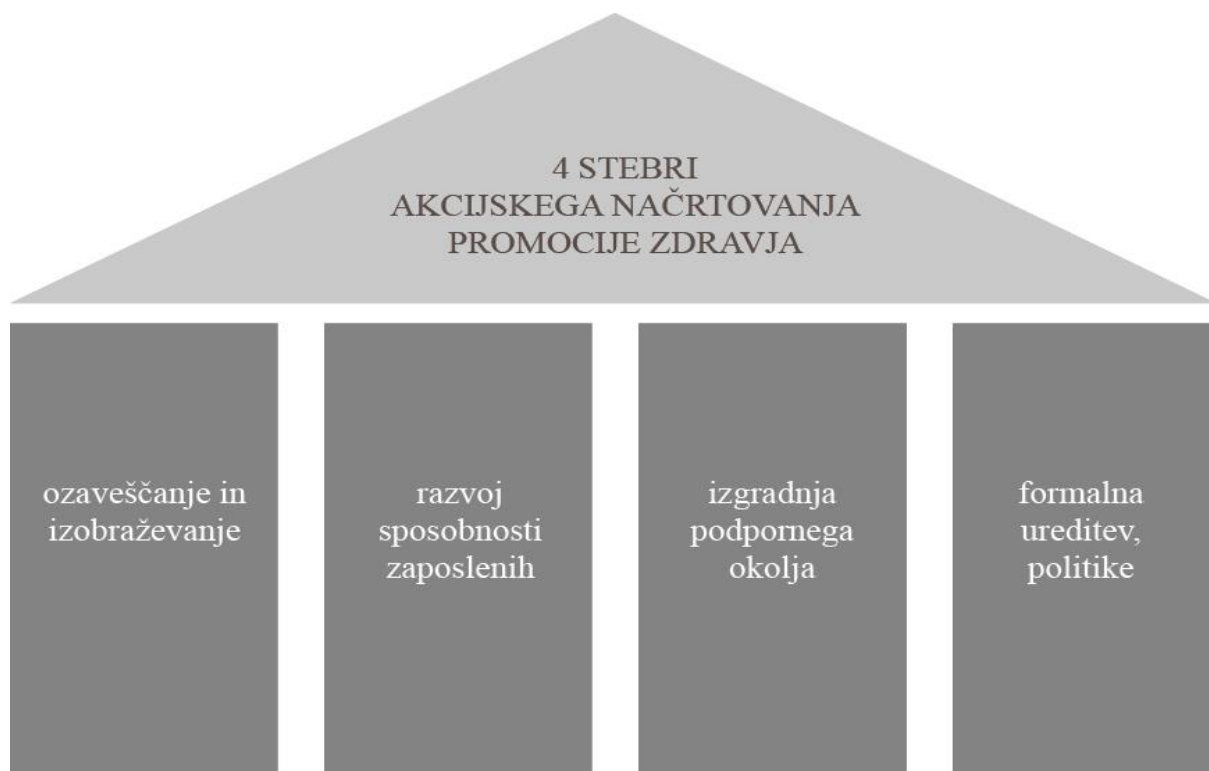 4 STEBRI
AKCIJSKEGA NAČRTOVANJA
PROMOCIJE ZDRAVJA
ozaveščanje in
izobraževanje
razvoj
sposobnosti
zaposlenih
izgradnja
podpornega
okolja
formalna
ureditev,
politike